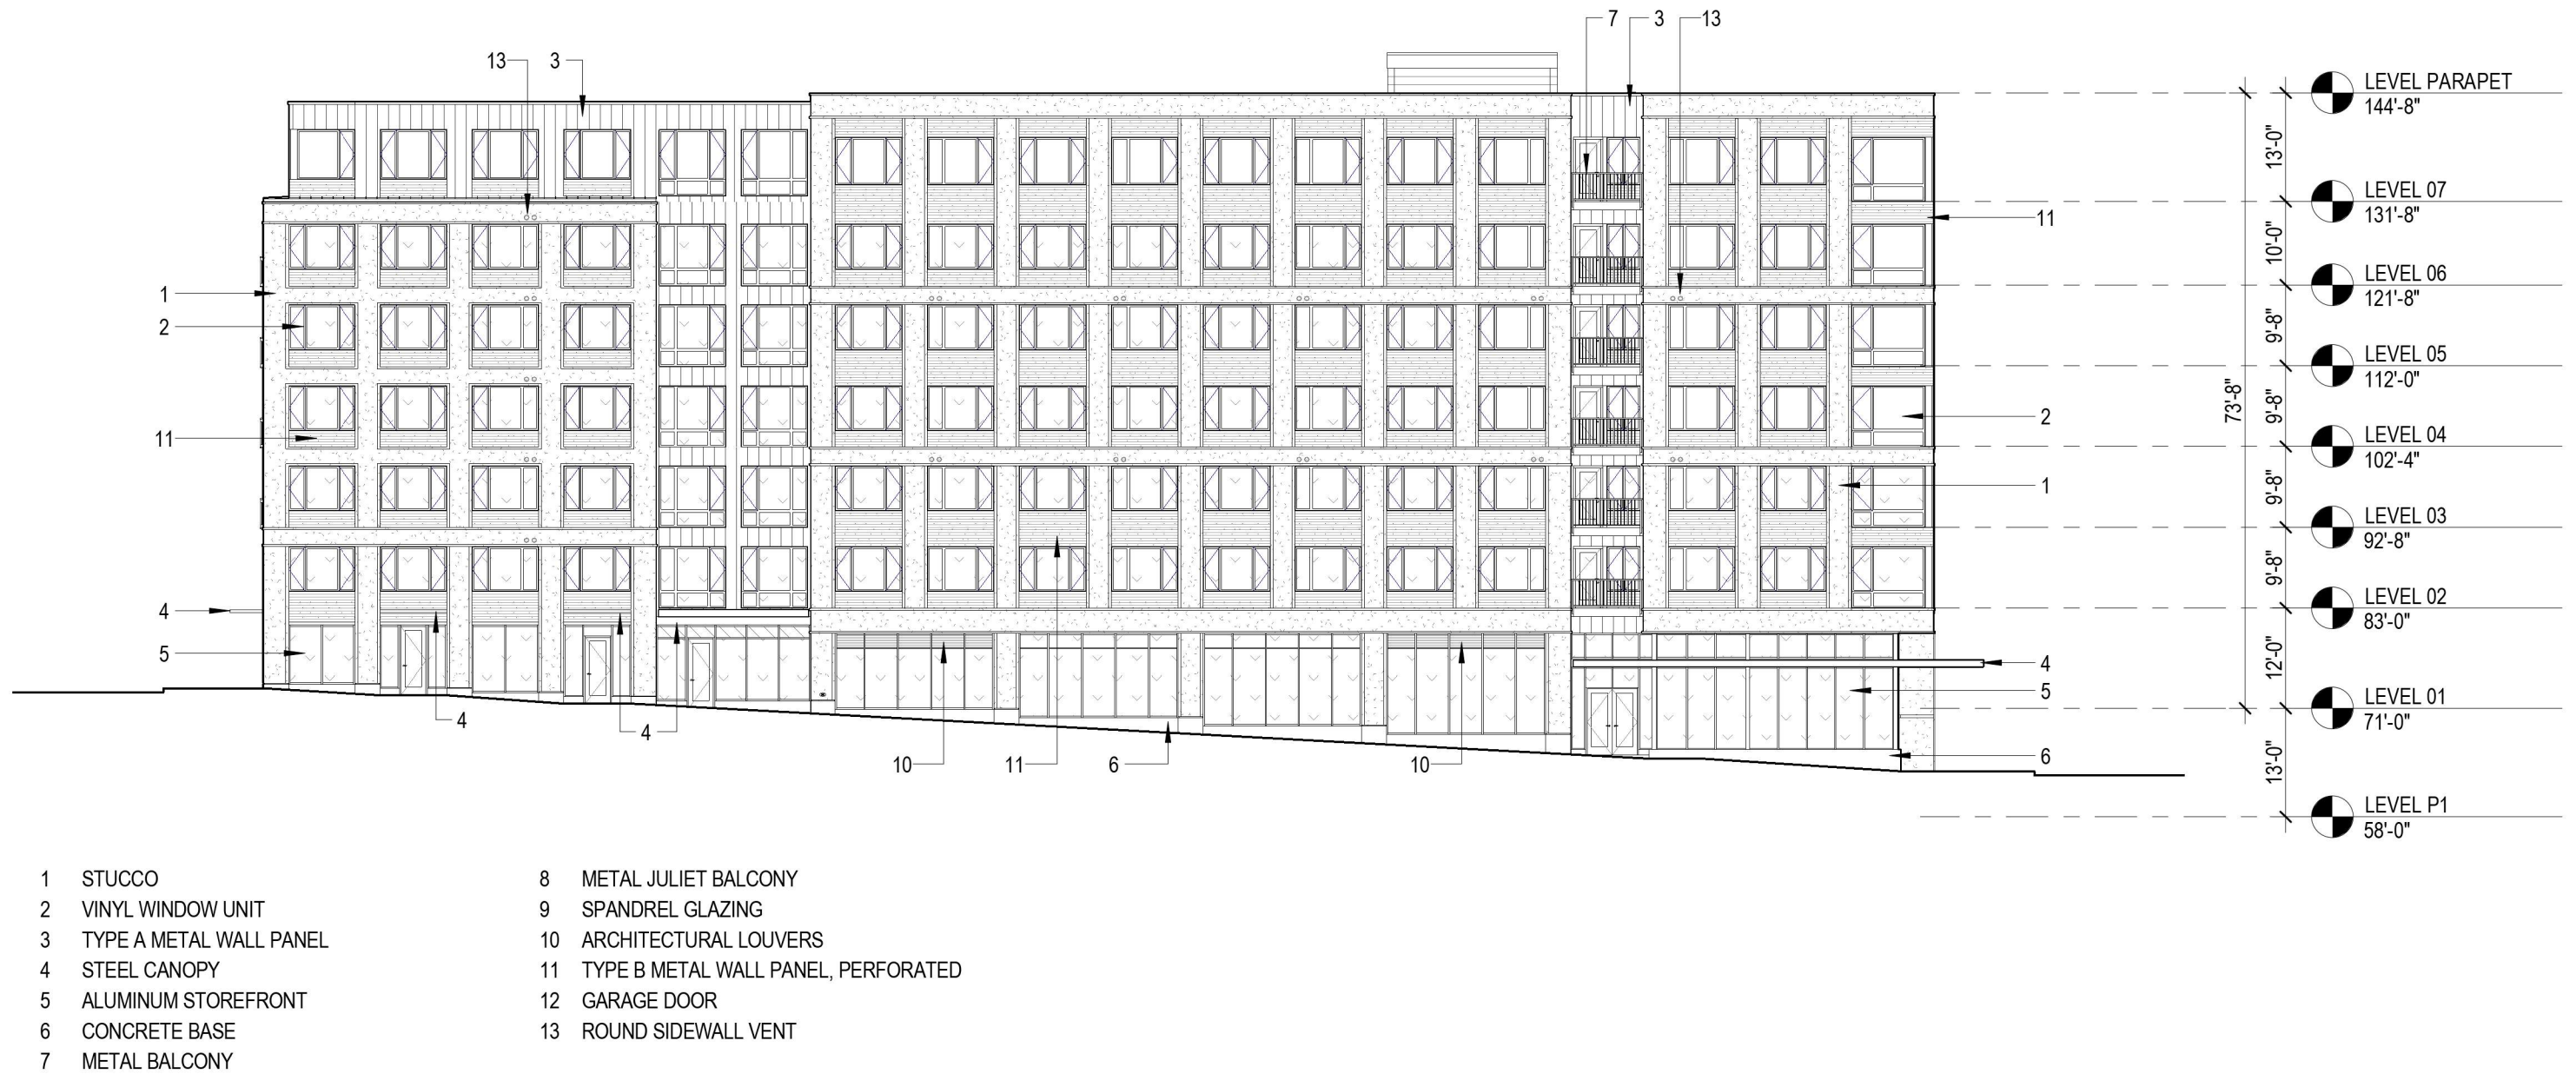 7 3 13
13 3
LEVEL PARAPET
144'-8"
13'-0"
LEVEL 07
131'-8"
11
10'-0"
LEVEL 06
121'-8"
1
2
9'-8"
LEVEL 05
112'-0"
73'-8"
9'-8"
2
11
LEVEL 04
102'-4"
9'-8"
1
LEVEL 03
92'-8"
9'-8"
4
LEVEL 02
83'-0"
5
4
12'-0"
5
LEVEL 01
71'-0"
4
4
10 11 6 10
6
13'-0"
LEVEL P1
58'-0"
1 STUCCO
2 VINYL WINDOW UNIT
3 TYPE A METAL WALL PANEL
4 STEEL CANOPY
5 ALUMINUM STOREFRONT
6 CONCRETE BASE
7 METAL BALCONY
8 METAL JULIET BALCONY
9 SPANDREL GLAZING
10 ARCHITECTURAL LOUVERS
11 TYPE B METAL WALL PANEL, PERFORATED
12 GARAGE DOOR
13 ROUND SIDEWALL VENT